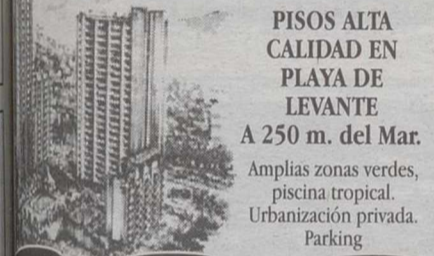 PISOS ALTA
CALIDAD EN
PLAYA DE
LEVANTE
A 250 m. del Mar.
Amplias zonas verdes,
piscina tropical.
Urbanización privada.
Parking